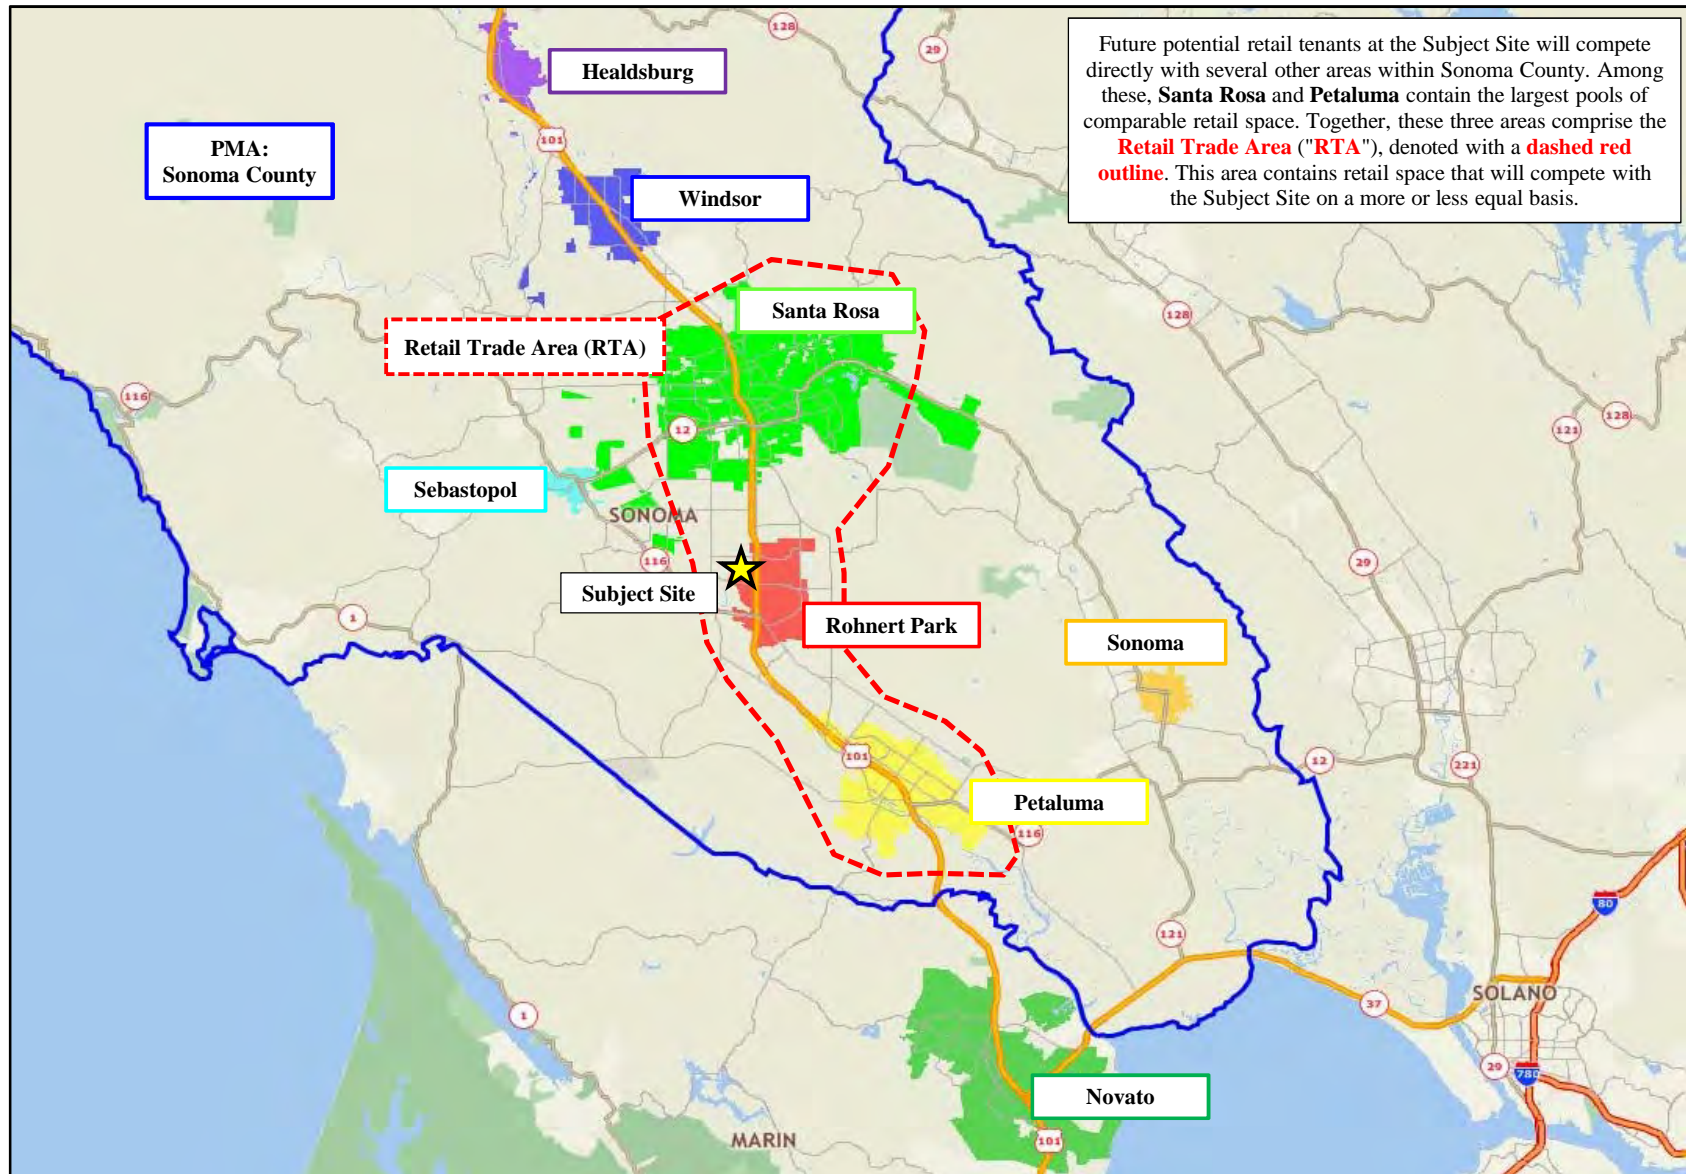 128
29
Future potential retail tenants at the Subject Site will compete
directly with several other areas within Sonoma County. Among
these, Santa Rosa and Petaluma contain the largest pools of
comparable retail space. Together, these three areas comprise the
Retail Trade Area ("RTA"), denoted with a dashed red
outline. This area contains retail space that will compete with
the Subject Site on a more or less equal basis.
Healdsburg
101
PMA:
Sonoma County
Windsor
Santa Rosa
128
Retail Trade Area (RTA)
116
12
128
121
Sebastopol
SONOMA
116
29
Subject Site
1
Rohnert Park
Sonoma
101
12
221
Petaluma
116
80
121
SOLANO
37
1
29
780
Novato
MARIN
101